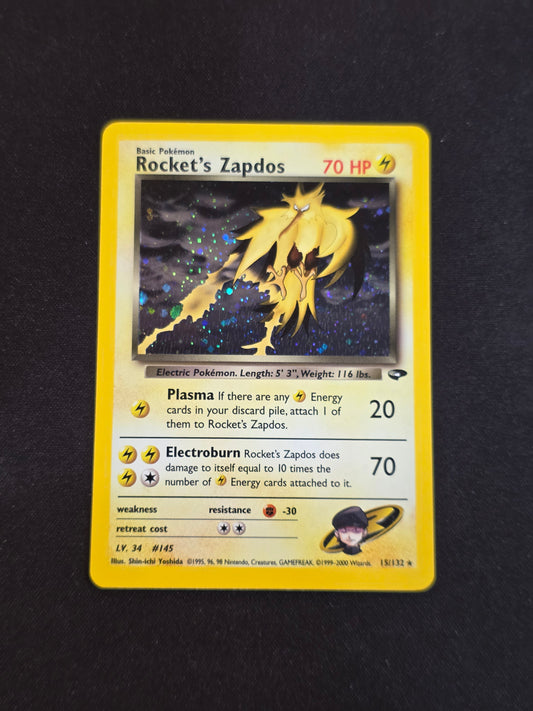 Basic Pokémon
Rocket's Zapdos 70 HP
Electric Pokémon. Length: 5' 3", Weight: 116 lbs.
Plasma If there are any Energy
cards in your discard pile, attach 1 of
them to Rocket's Zapdos.
20
Electroburn Rocket's Zapdos does
damage to itself equal to 10 times the
number of Energy cards attached to it.
70
weakness resistance -30
retreat cost
LV. 34 #145
Illus. Shin-ichi Yoshida ©1995, 96, 98 Nintendo, Creatures, GAMEFREAK. ©1999-2000 Wizards. 15/132 ★